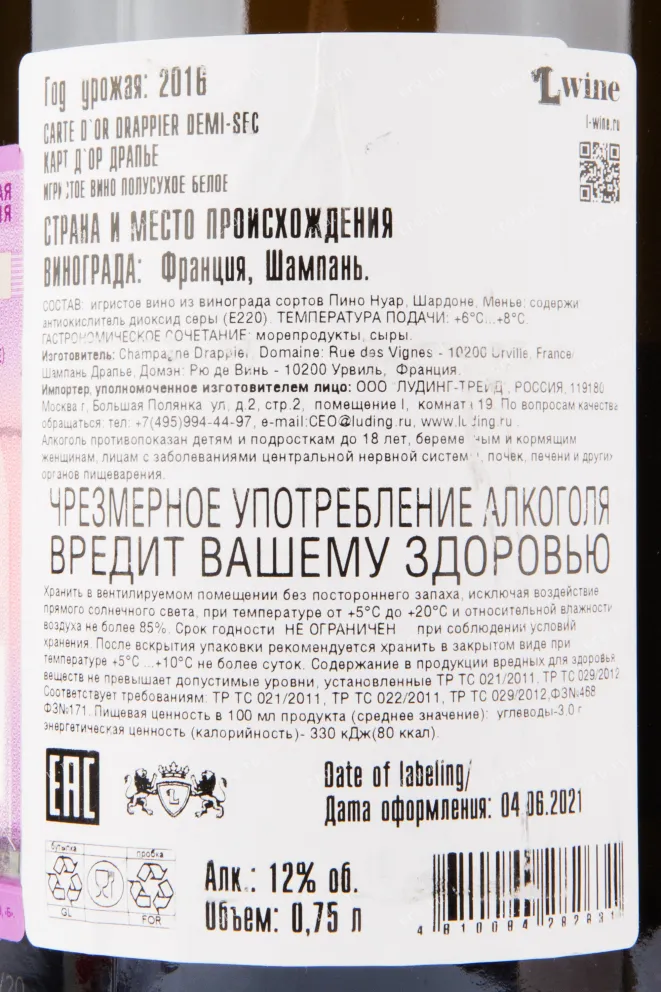 Год урожая: 2016
Lwine
l-wine.ru
CARTE D'OR DRAPPIER DEMI-SEC
КАРТ Д'ОР ДРАПЬЕ
ИГРИСТОЕ ВИНО ПОЛУСУХОЕ БЕЛОЕ
СТРАНА И МЕСТО ПРОИСХОЖДЕНИЯ
ВИНОГРАДА: Франция, Шампань.
СОСТАВ: игристое вино из винограда сортов Пино Нуар, Шардоне, Менье: содержи
антиокислитель диоксид серы (Е220). ТЕМПЕРАТУРА ПОДАЧИ: +6°С...+8°С.
ГАСТРОНОМИЧЕСКОЕ СОЧЕТАНИЕ: морепродукты, сыры.
Изготовитель: Champagne Drappier, Domaine: Rue des Vignes - 10200 Urville, France/
Шампань Драпье, Домэн: Рю де Винь - 10200 Урвиль, Франция.
Импортер, уполномоченное изготовителем лицо: ООО ЛУДИНГ-ТРЕЙД, РОССИЯ, 119180
Москва г, Большая Полянка ул, д.2, стр.2, помещение I, комната 19. По вопросам качества
обращаться: тел: +7(495)994-44-97, e-mail:CEO@luding.ru, www.luding.ru.
Алкоголь противопоказан детям и подросткам до 18 лет, беременным и кормящим
женщинам, лицам с заболеваниями центральной нервной системы, почек, печени и других
органов пищеварения.
ЧРЕЗМЕРНОЕ УПОТРЕБЛЕНИЕ АЛКОГОЛЯ
ВРЕДИТ ВАШЕМУ ЗДОРОВЬЮ
Хранить в вентилируемом помещении без постороннего запаха, исключая воздействие
прямого солнечного света, при температуре от +5°С до +20°С и относительной влажности
воздуха не более 85%. Срок годности НЕ ОГРАНИЧЕН при соблюдении условий
хранения. После вскрытия упаковки рекомендуется хранить в закрытом виде при
температуре +5°С ...+10°С не более суток. Содержание в продукции вредных для здоровья
веществ не превышает допустимые уровни, установленные ТР ТС 021/2011, ТР ТС 029/2012
Соответствует требованиям: ТР ТС 021/2011, ТР ТС 022/2011, ТР ТС 029/2012,ФЗ№468
ФЗ№171. Пищевая ценность в 100 мл продукта (среднее значение): углеводы-3.0 г
энергетическая ценность (калорийность)- 330 кДж(80 ккал).
EAC
L
Date of labeling/
Дата оформления: 04.06.2021
бутылка
пробка
GL
FOR
Алк.: 12% об.
Объем: 0,75 л
4810084282831